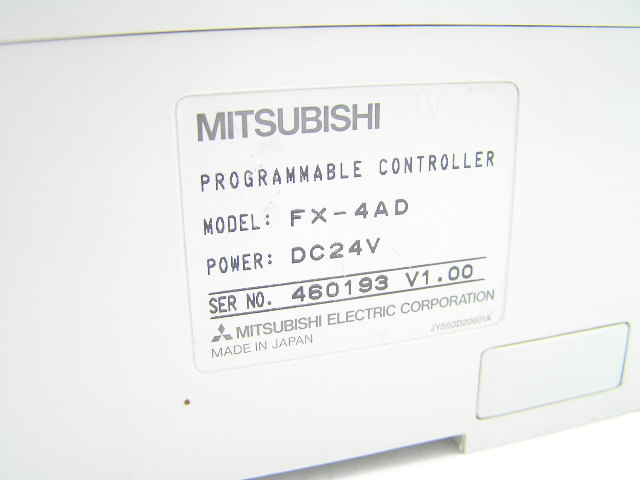 MITSUBISHI
PROGRAMMABLE CONTROLLER
MODEL: FX-4AD
POWER: DC24V
SER NO. 460193 V1.00
MITSUBISHI ELECTRIC CORPORATION
MADE IN JAPAN JY550D20601A